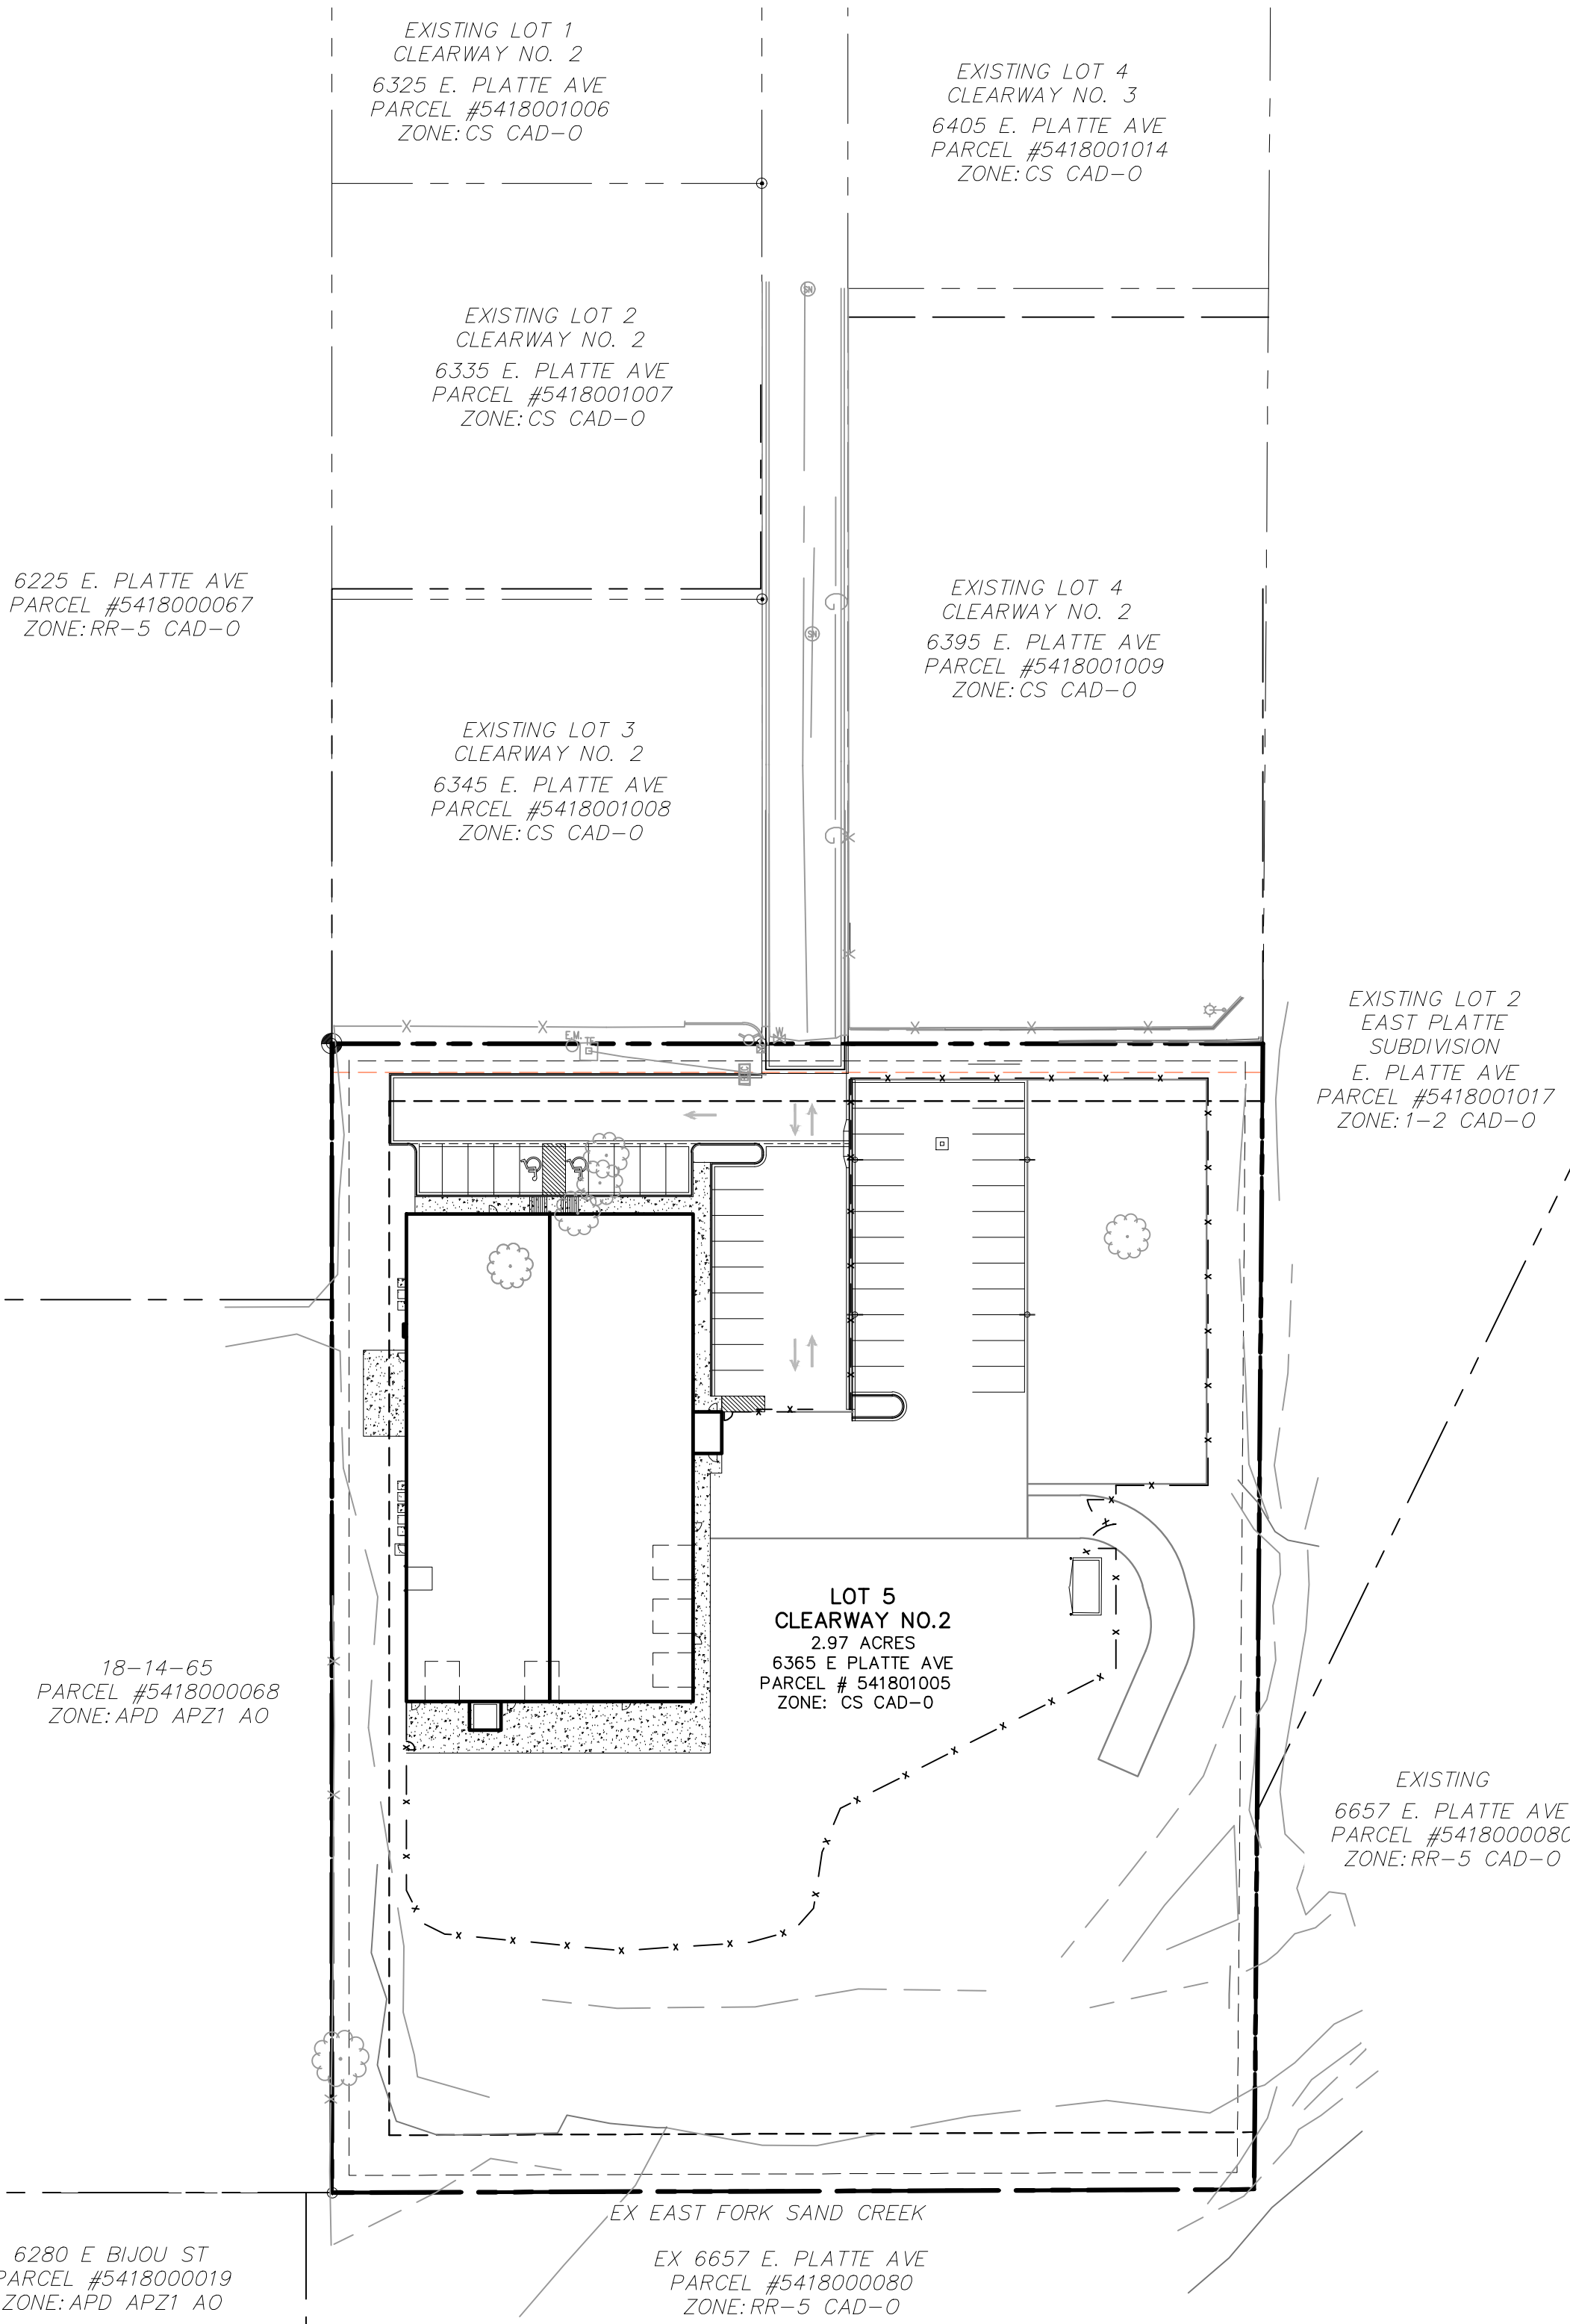 EXISTING LOT 1
CLEARWAY NO. 2
6325 E. PLATTE AVE
PARCEL #5418001006
ZONE: CS CAD-O
EXISTING LOT 4
CLEARWAY NO. 3
6405 E. PLATTE AVE
PARCEL #5418001014
ZONE: CS CAD-O
SN
EXISTING LOT 2
CLEARWAY NO. 2
6335 E. PLATTE AVE
PARCEL #5418001007
ZONE: CS CAD-O
6225 E. PLATTE AVE
PARCEL #5418000067
ZONE: RR-5 CAD-O
G
SN
EXISTING LOT 4
CLEARWAY NO. 2
6395 E. PLATTE AVE
PARCEL #5418001009
ZONE: CS CAD-O
EXISTING LOT 3
CLEARWAY NO. 2
6345 E. PLATTE AVE
PARCEL #5418001008
ZONE: CS CAD-O
G
EXISTING LOT 2
EAST PLATTE
SUBDIVISION
E. PLATTE AVE
PARCEL #5418001017
ZONE: 1-2 CAD-O
W
LOT 5
CLEARWAY NO.2
2.97 ACRES
6365 E PLATTE AVE
PARCEL # 541801005
ZONE: CS CAD-O
18-14-65
PARCEL #5418000068
ZONE: APD APZ1 AO
EXISTING
6657 E. PLATTE AVE
PARCEL #5418000080
ZONE: RR-5 CAD-O
EX EAST FORK SAND CREEK
6280 E BIJOU ST
PARCEL #5418000019
ZONE: APD APZ1 AO
EX 6657 E. PLATTE AVE
PARCEL #5418000080
ZONE: RR-5 CAD-O